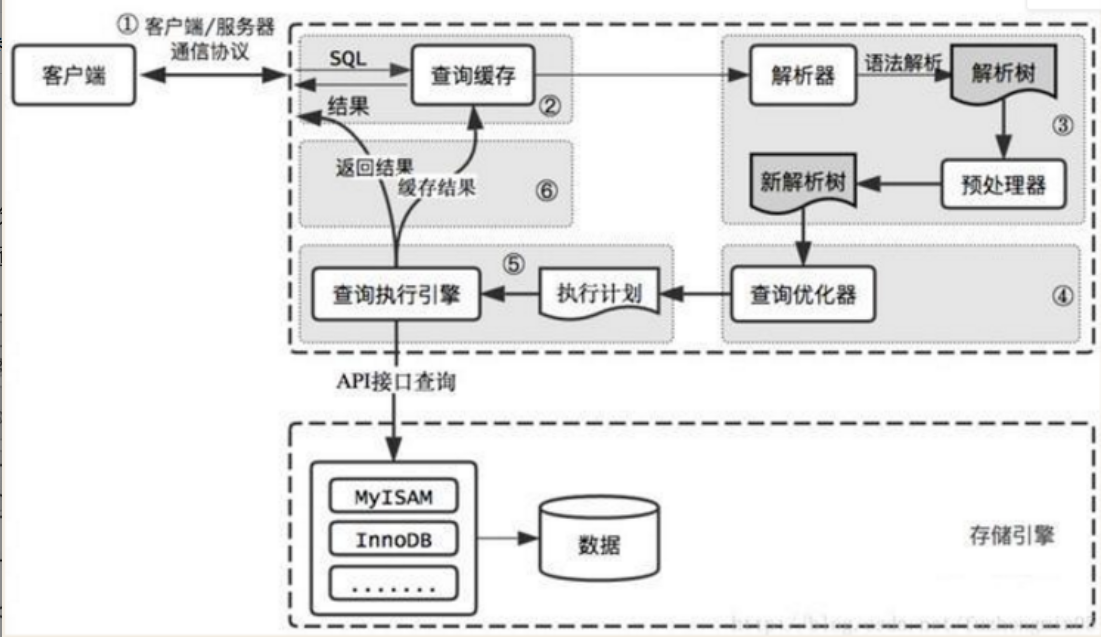 ① 客户端/服务器
通信协议
客户端
SQL
查询缓存
结果
②
解析器
语法解析
解析树
③
返回结果
缓存结果
⑥
新解析树
预处理器
查询执行引擎
⑤
执行计划
查询优化器
④
API接口查询
MyISAM
InnoDB
.......
数据
存储引擎